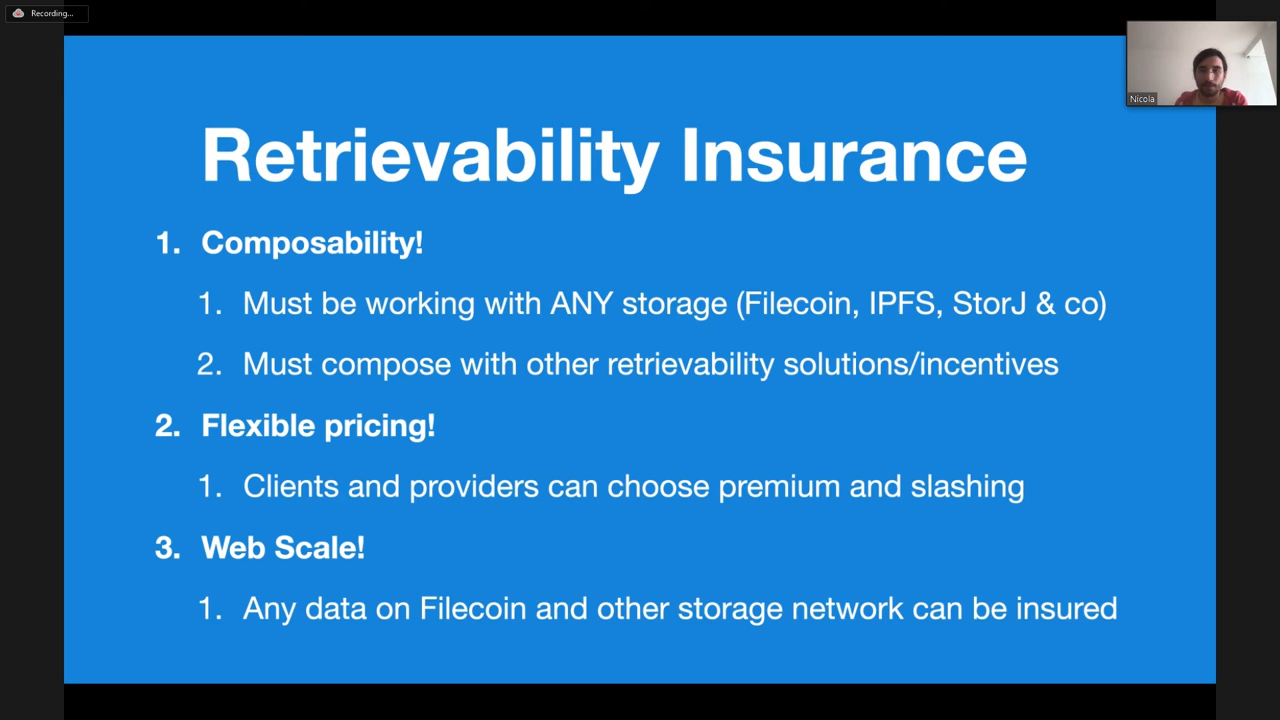 Recording...
Nicola
Retrievability Insurance
1. Composability!
1. Must be working with ANY storage (Filecoin, IPFS, StorJ & co)
2. Must compose with other retrievability solutions/incentives
2. Flexible pricing!
1. Clients and providers can choose premium and slashing
3. Web Scale!
1. Any data on Filecoin and other storage network can be insured